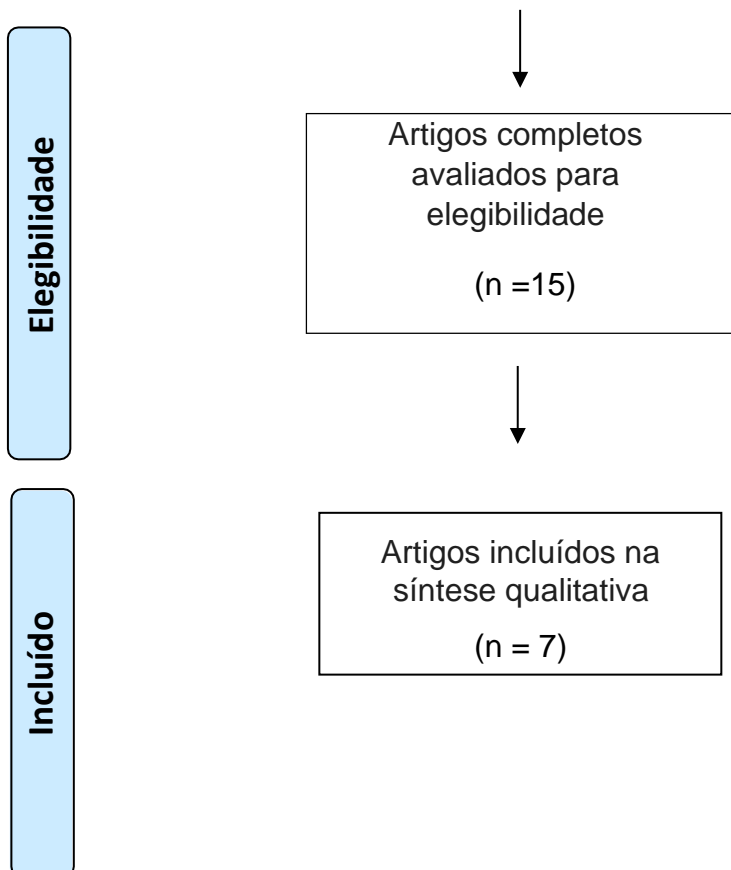 Elegibilidade
Artigos completos
avaliados para
elegibilidade
(n =15)
Incluído
Artigos incluídos na
síntese qualitativa
(n = 7)